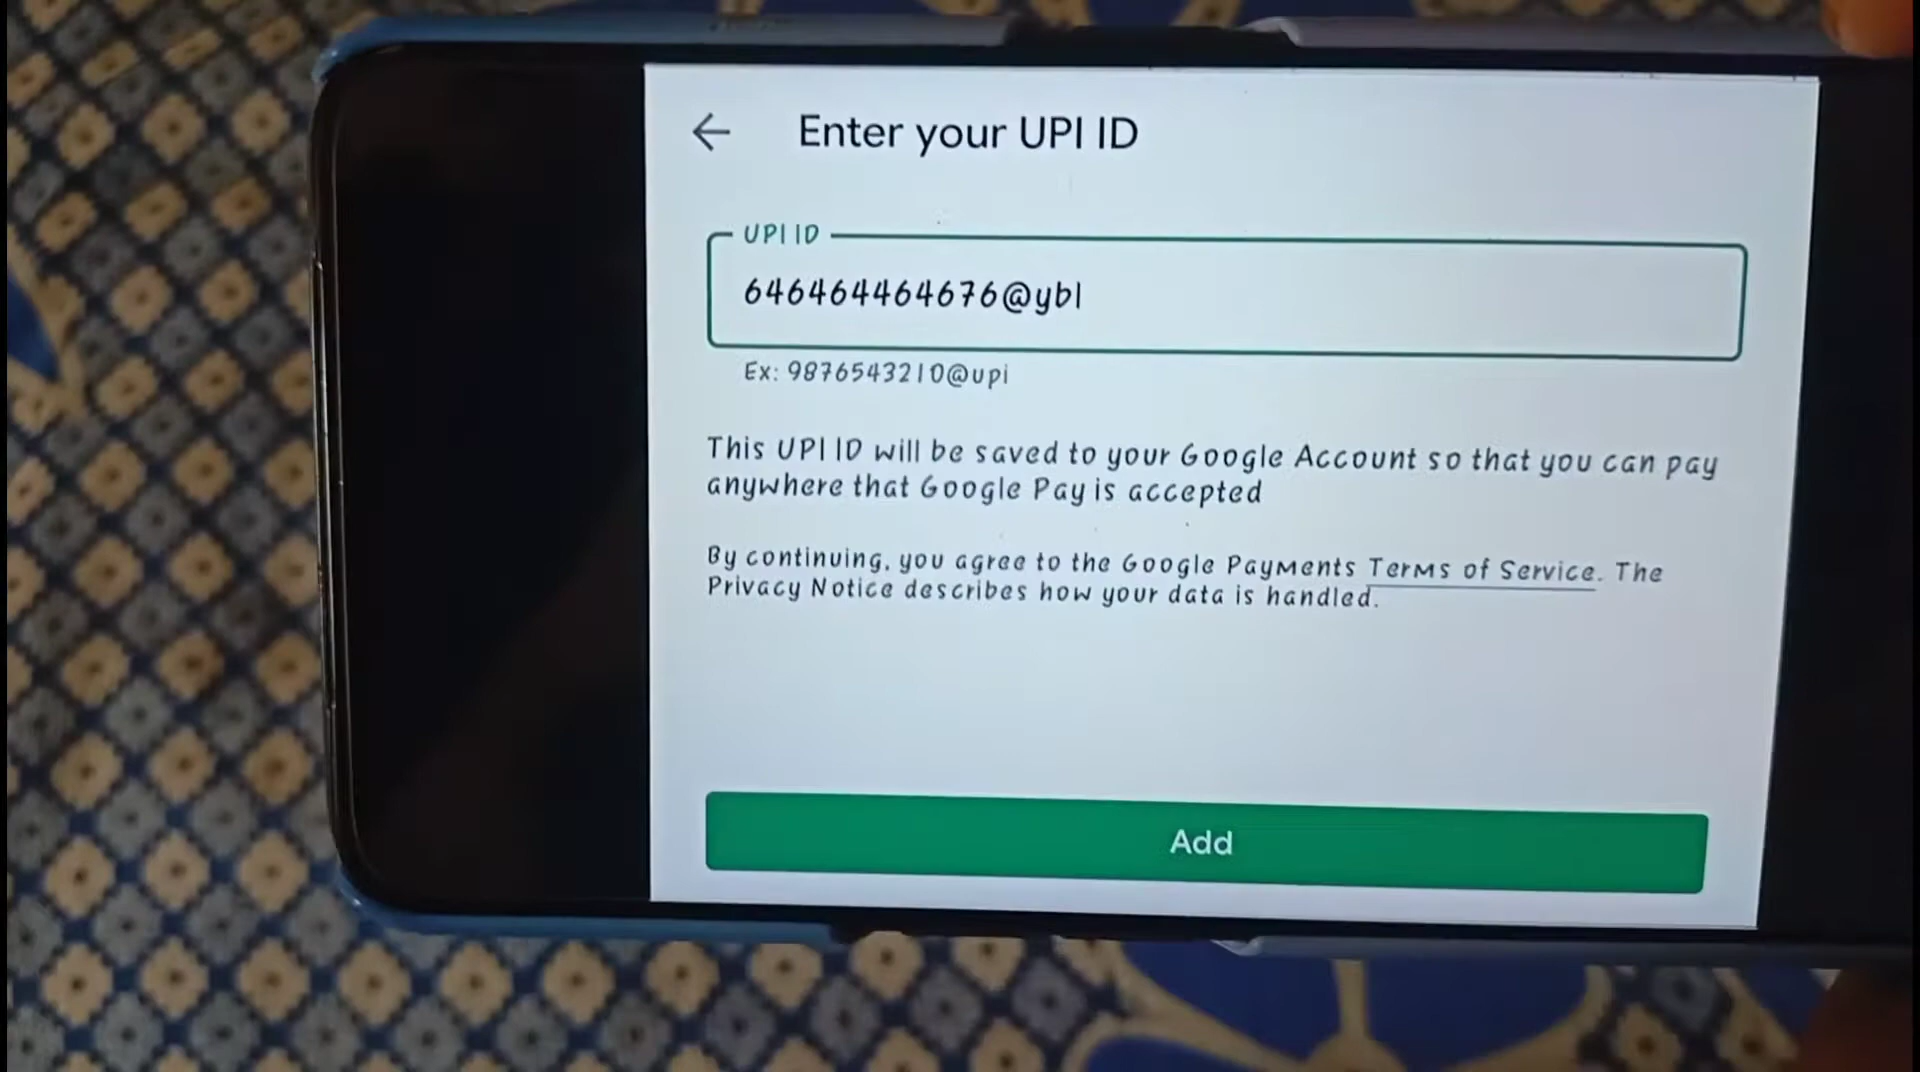 Enter your UPI ID
UPI ID
646464464676@ybl
Ex: 9876543210@upi
This UPI ID will be saved to your Google Account so that you can pay
anywhere that Google Pay is accepted
By continuing, you agree to the Google Payments Terms of Service. The
Privacy Notice describes how your data is handled.
Add